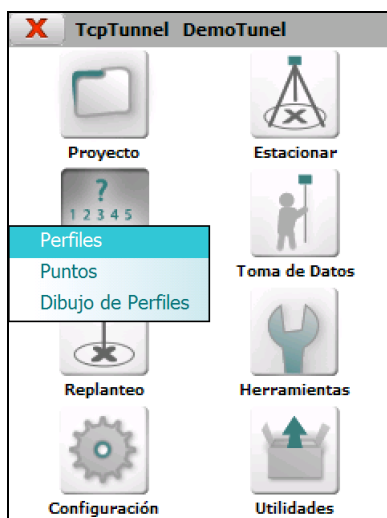 X TcpTunnel DemoTunel
Proyecto Estacionar
?
1 2 3 4 5
Perfiles
Puntos
Dibujo de Perfiles
Toma de Datos
Replanteo Herramientas
Configuración Utilidades